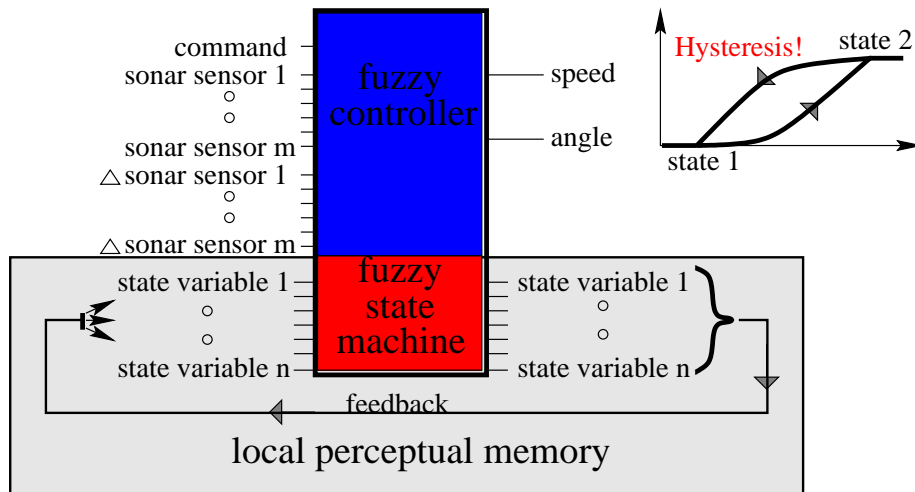 command
sonar sensor 1
sonar sensor m
△ sonar sensor 1
△ sonar sensor m
fuzzy
controller
speed
angle
Hysteresis!
state 2
state 1
state variable 1
state variable n
fuzzy
state
machine
state variable 1
state variable n
feedback
local perceptual memory